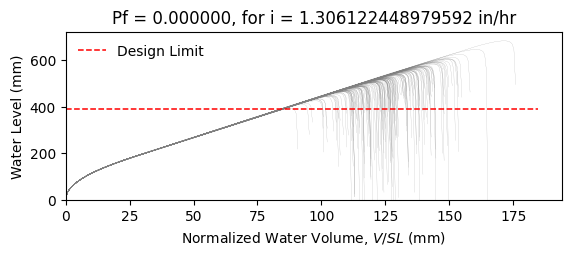 Pf = 0.000000, for i = 1.306122448979592 in/hr
Design Limit
Water Level (mm)
600
400
200
0
0 25 50 75 100 125 150 175
Normalized Water Volume, V/SL (mm)